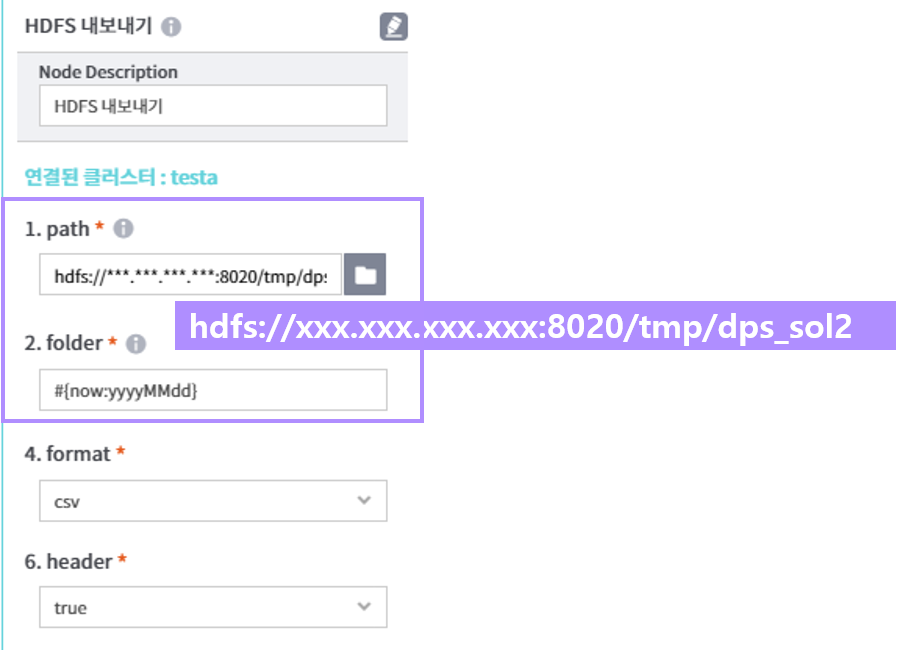 HDFS 내보내기
Node Description
HDFS 내보내기
연결된 클러스터 : testa
1. path *
hdfs://***.***.***.***:8020/tmp/dps
hdfs://xxx.xxx.xxx.xxx:8020/tmp/dps_sol2
2. folder *
#{now:yyyyMMdd}
4. format *
csv
6. header *
true